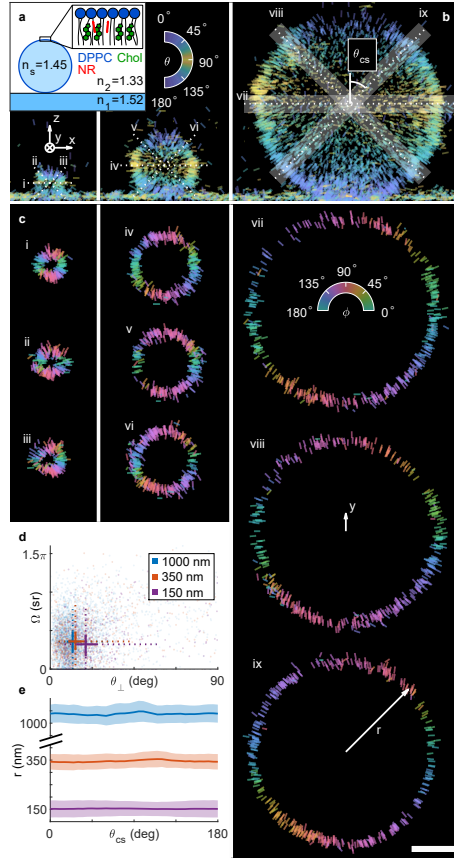 a
n_s=1.45
DPPC Chol
NR
n_2=1.33
n_1=1.52
0°
45°
θ
90°
135°
180°
z
y
x
ii
iii
i
v
vi
iv
b
viii
ix
θ_cs
vii
c
i
ii
iii
iv
v
vi
vii
90°
135°
45°
180°
0°
ϕ
viii
y
ix
r
d
1.5π
Ω (sr)
0
1000 nm
350 nm
150 nm
0
θ_⊥ (deg)
90
e
r (nm)
1000
350
150
0
θ_cs (deg)
180